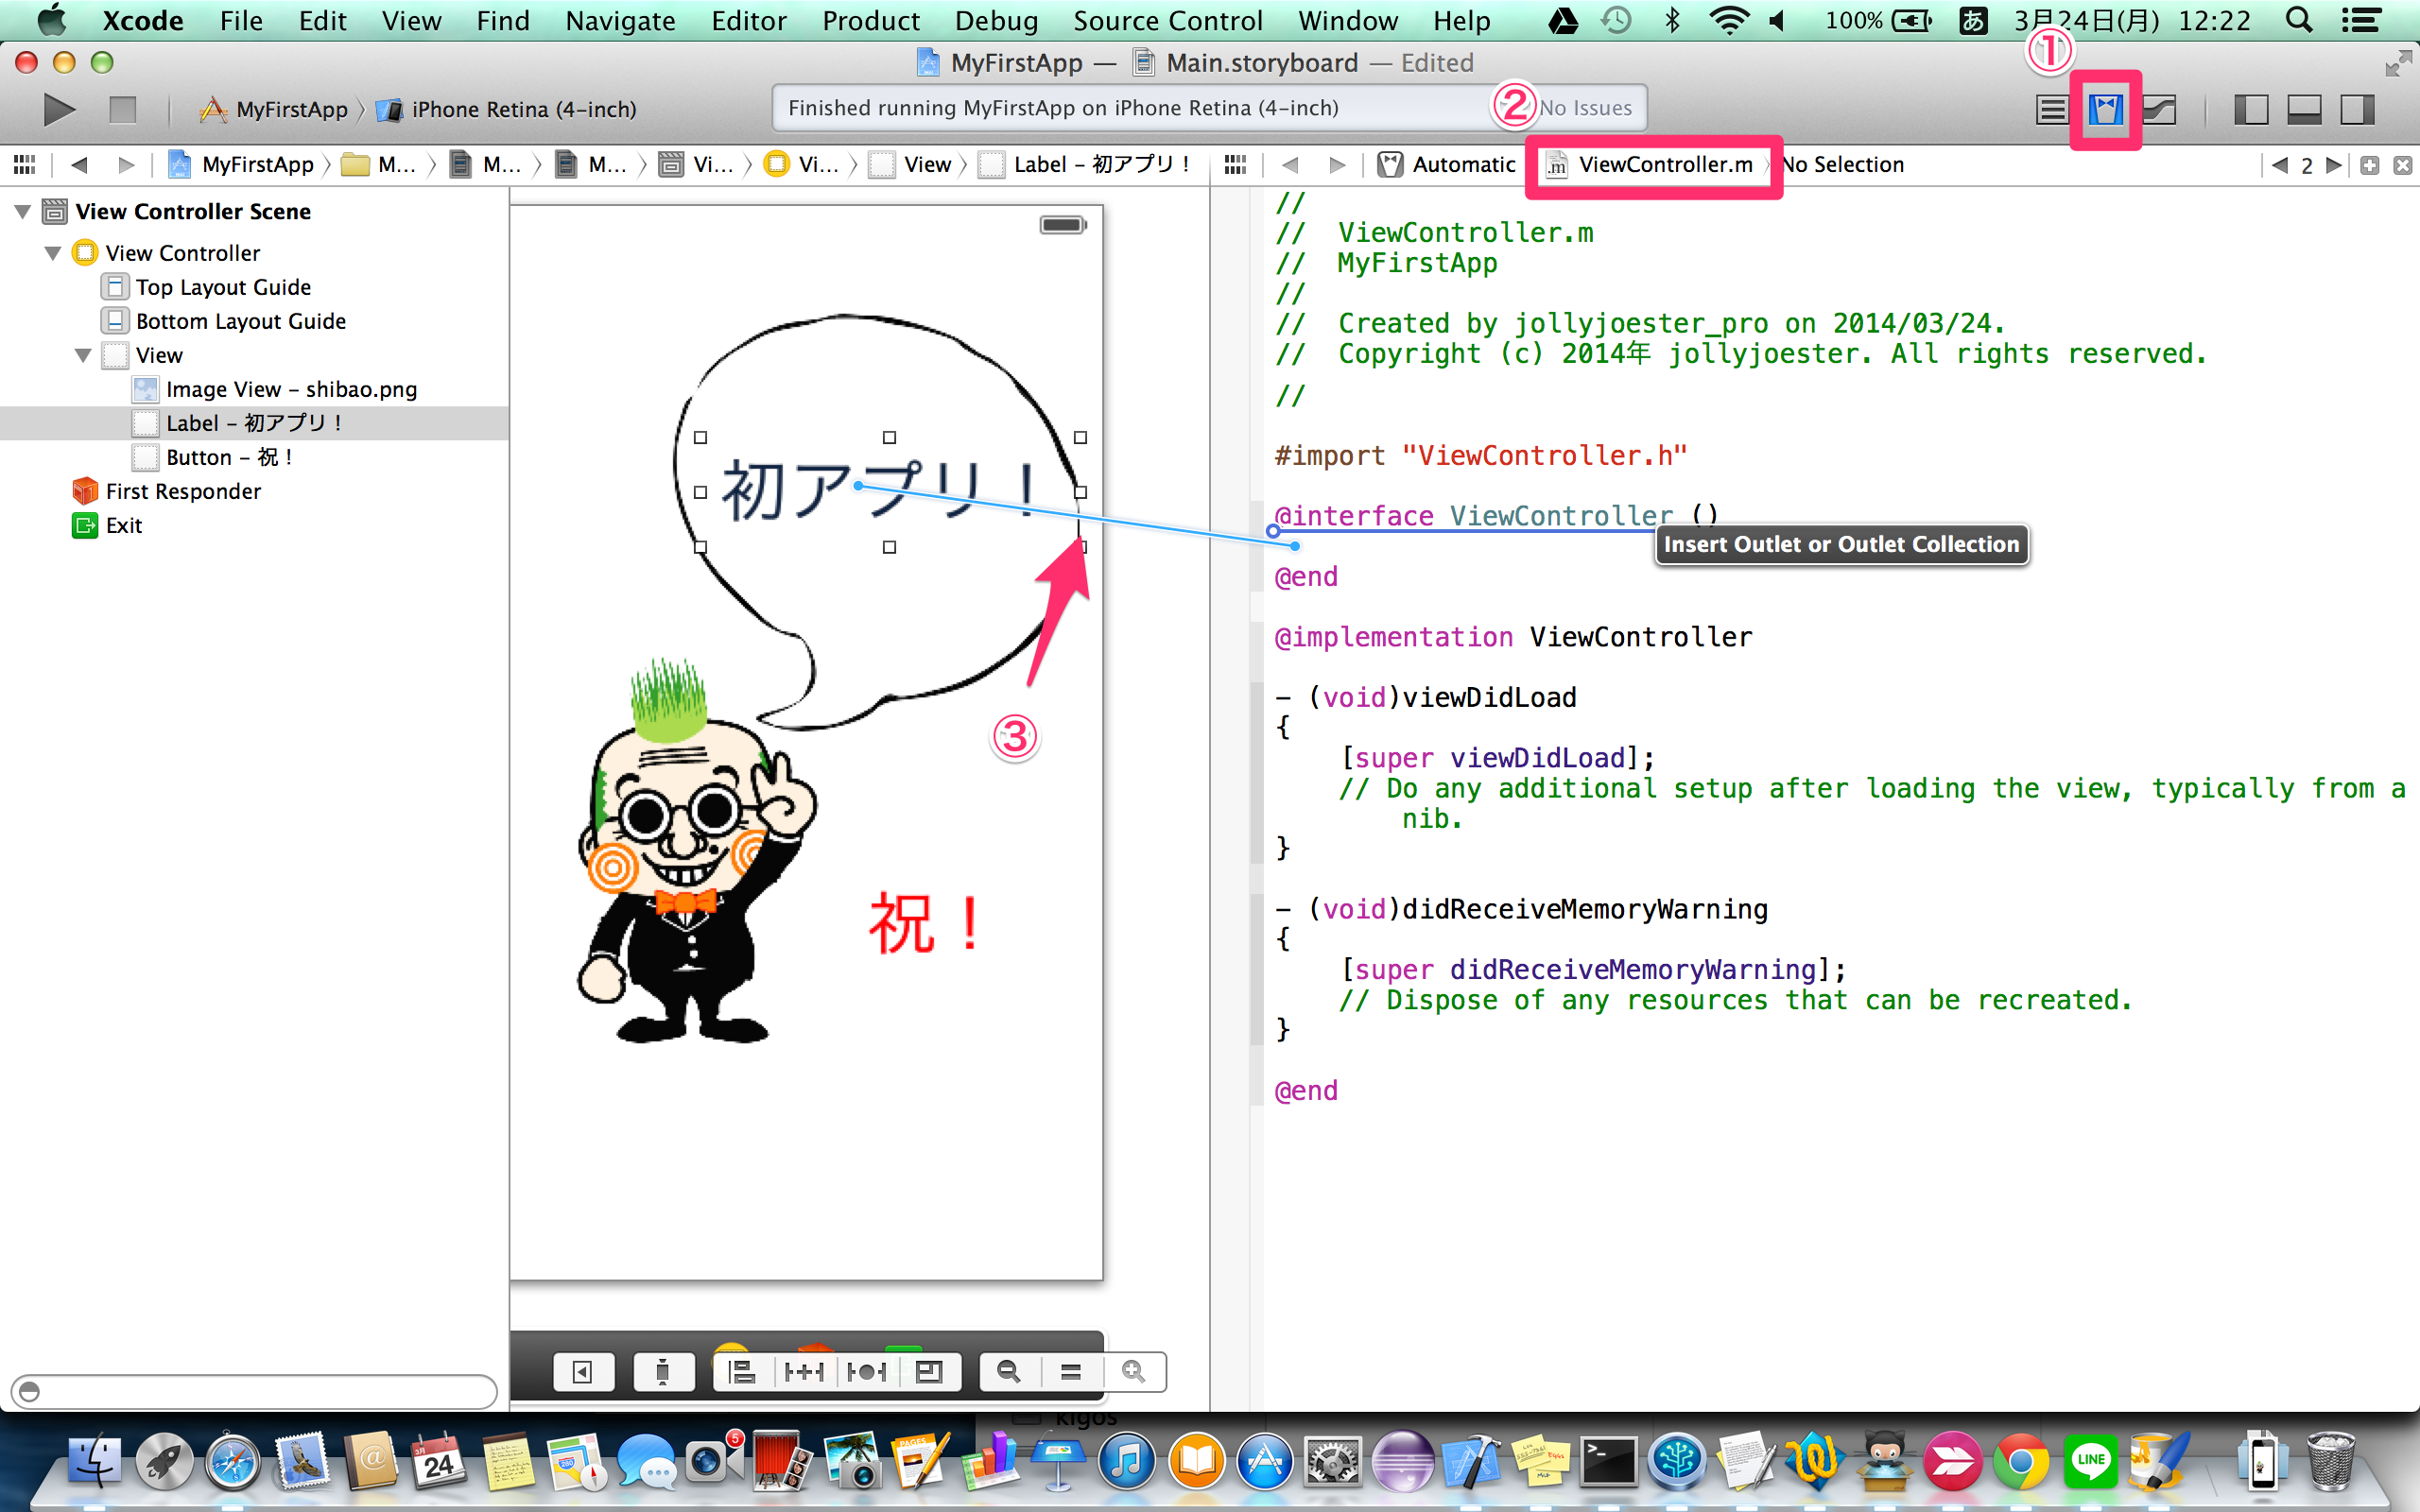 Xcode File Edit View Find Navigate Editor Product Debug Source Control Window Help 100% あ 3月24日(月) 12:22
①
MyFirstApp — Main.storyboard — Edited
MyFirstApp iPhone Retina (4-inch)
Finished running MyFirstApp on iPhone Retina (4-inch) ② No Issues
MyFirstApp M... M... M... Vi... Vi... View Label – 初アプリ！
Automatic ViewController.m No Selection 2
View Controller Scene
View Controller
Top Layout Guide
Bottom Layout Guide
View
Image View – shibao.png
Label – 初アプリ！
Button – 祝！
First Responder
Exit
初アプリ！
③
祝！
//
// ViewController.m
// MyFirstApp
//
// Created by jollyjoester_pro on 2014/03/24.
// Copyright (c) 2014年 jollyjoester. All rights reserved.
//
#import "ViewController.h"
@interface ViewController ()
Insert Outlet or Outlet Collection
@end
@implementation ViewController
- (void)viewDidLoad
{
[super viewDidLoad];
// Do any additional setup after loading the view, typically from a
nib.
}
- (void)didReceiveMemoryWarning
{
[super didReceiveMemoryWarning];
// Dispose of any resources that can be recreated.
}
@end
kigos
5
3月
24
PAGES
LINE